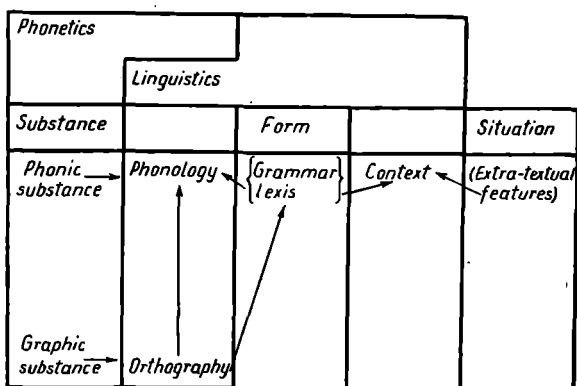 Phonetics
Linguistics
Substance Form Situation
Phonic substance Phonology {Grammar lexis} Context (Extra-textual features)
Graphic substance Orthography